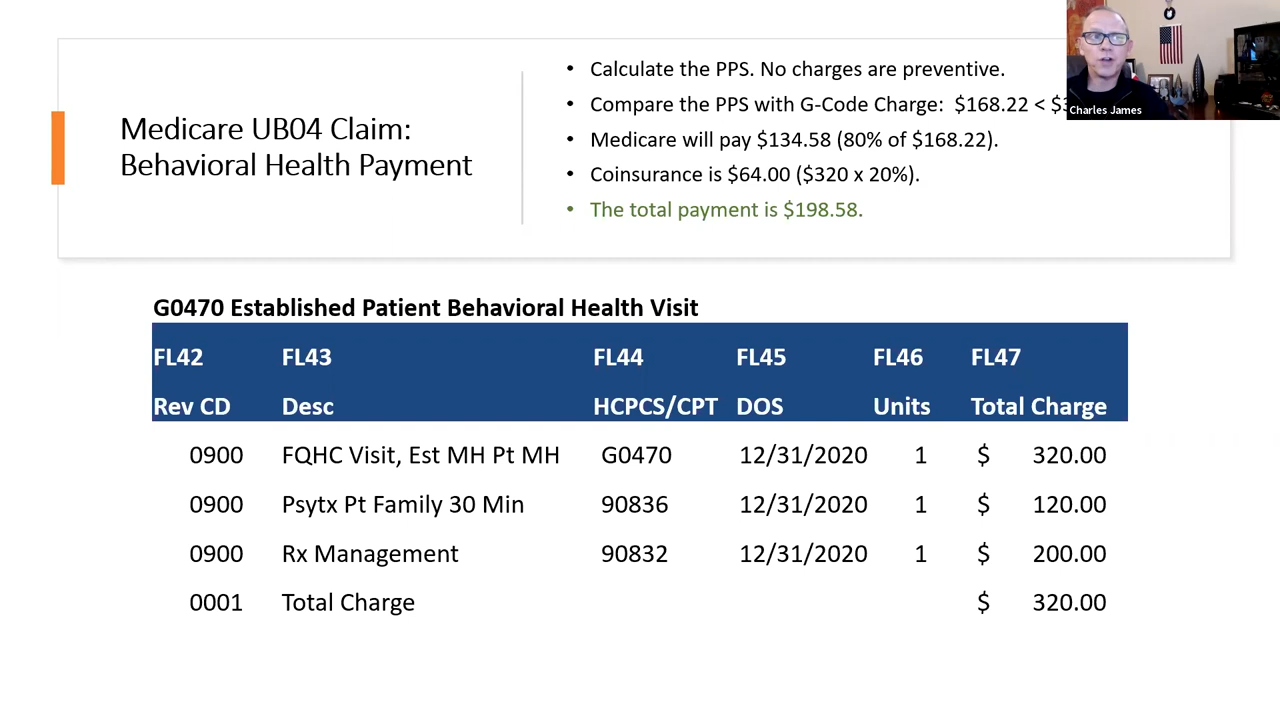 Medicare UB04 Claim:
Behavioral Health Payment
• Calculate the PPS. No charges are preventive.
• Compare the PPS with G-Code Charge: $168.22 <
• Medicare will pay $134.58 (80% of $168.22).
• Coinsurance is $64.00 ($320 x 20%).
• The total payment is $198.58.
Charles James
G0470 Established Patient Behavioral Health Visit
FL42 FL43 FL44 FL45 FL46 FL47
Rev CD Desc HCPCS/CPT DOS Units Total Charge
0900 FQHC Visit, Est MH Pt MH G0470 12/31/2020 1 $ 320.00
0900 Psytx Pt Family 30 Min 90836 12/31/2020 1 $ 120.00
0900 Rx Management 90832 12/31/2020 1 $ 200.00
0001 Total Charge $ 320.00